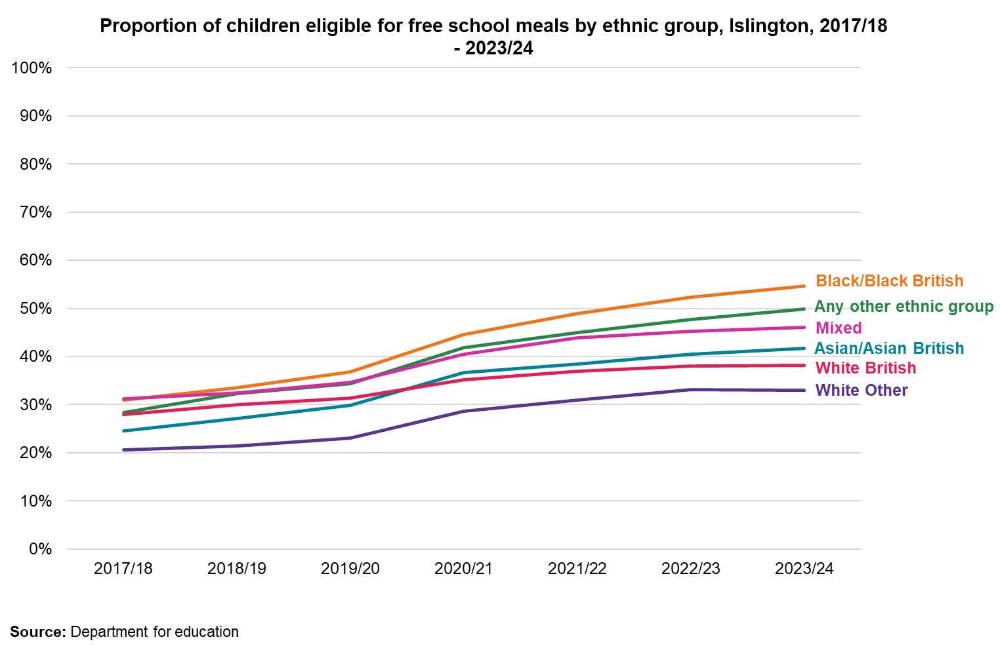 Proportion of children eligible for free school meals by ethnic group, Islington, 2017/18
- 2023/24
100%
90%
80%
70%
60%
50%
40%
30%
20%
10%
0%
Black/Black British
Any other ethnic group
Mixed
Asian/Asian British
White British
White Other
2017/18 2018/19 2019/20 2020/21 2021/22 2022/23 2023/24
Source: Department for education